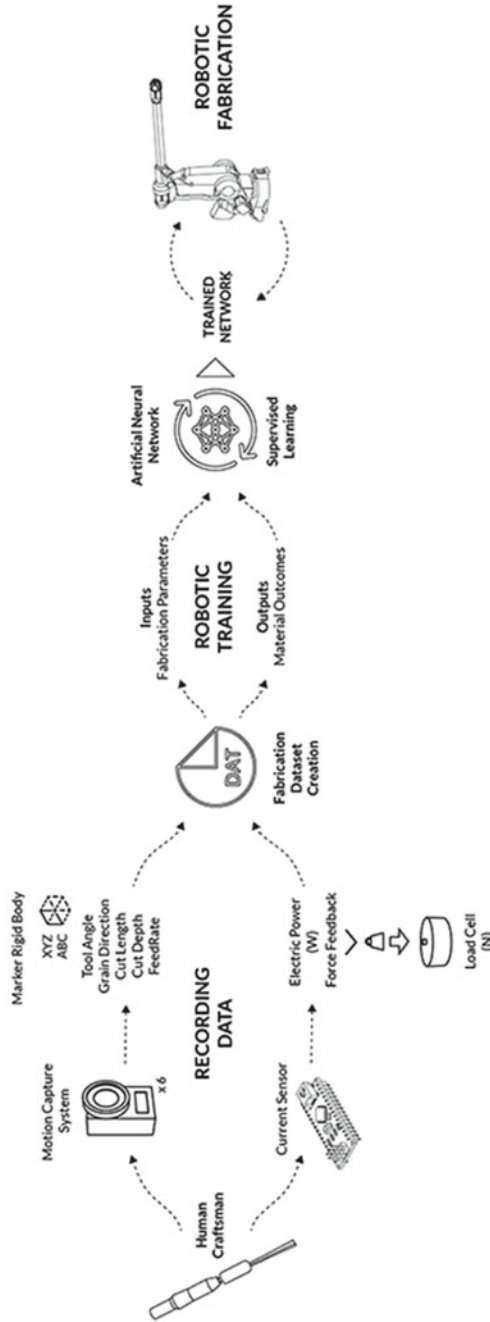 Human
Craftsman
Motion Capture
System
x 6
Marker Rigid Body
XYZ
ABC
Tool Angle
Grain Direction
Cut Length
Cut Depth
FeedRate
RECORDING
DATA
Current Sensor
Electric Power
(W)
Force Feedback
Load Cell
(N)
DAT
Fabrication
Dataset
Creation
Inputs
Fabrication Parameters
ROBOTIC
TRAINING
Outputs
Material Outcomes
Artificial Neural
Network
Supervised
Learning
TRAINED
NETWORK
ROBOTIC
FABRICATION